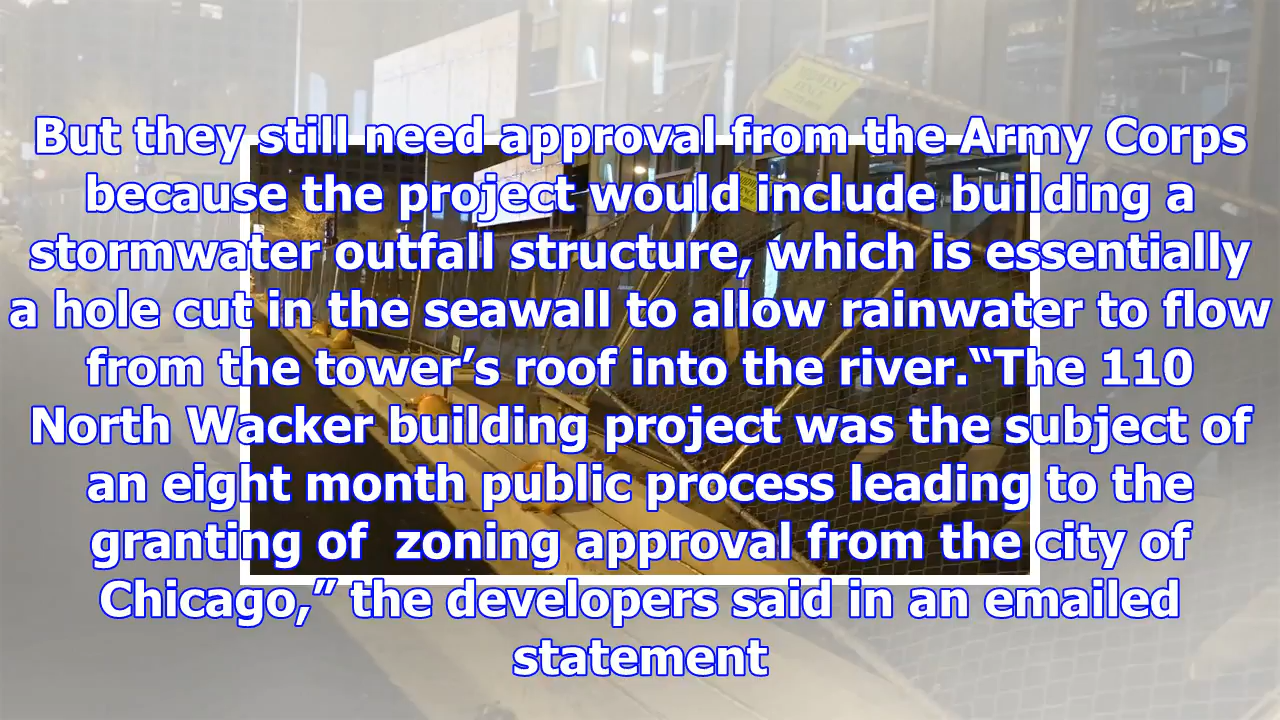 But they still need approval from the Army Corps
because the project would include building a
stormwater outfall structure, which is essentially
a hole cut in the seawall to allow rainwater to flow
from the tower’s roof into the river.“The 110
North Wacker building project was the subject of
an eight month public process leading to the
granting of  zoning approval from the city of
Chicago,” the developers said in an emailed
statement